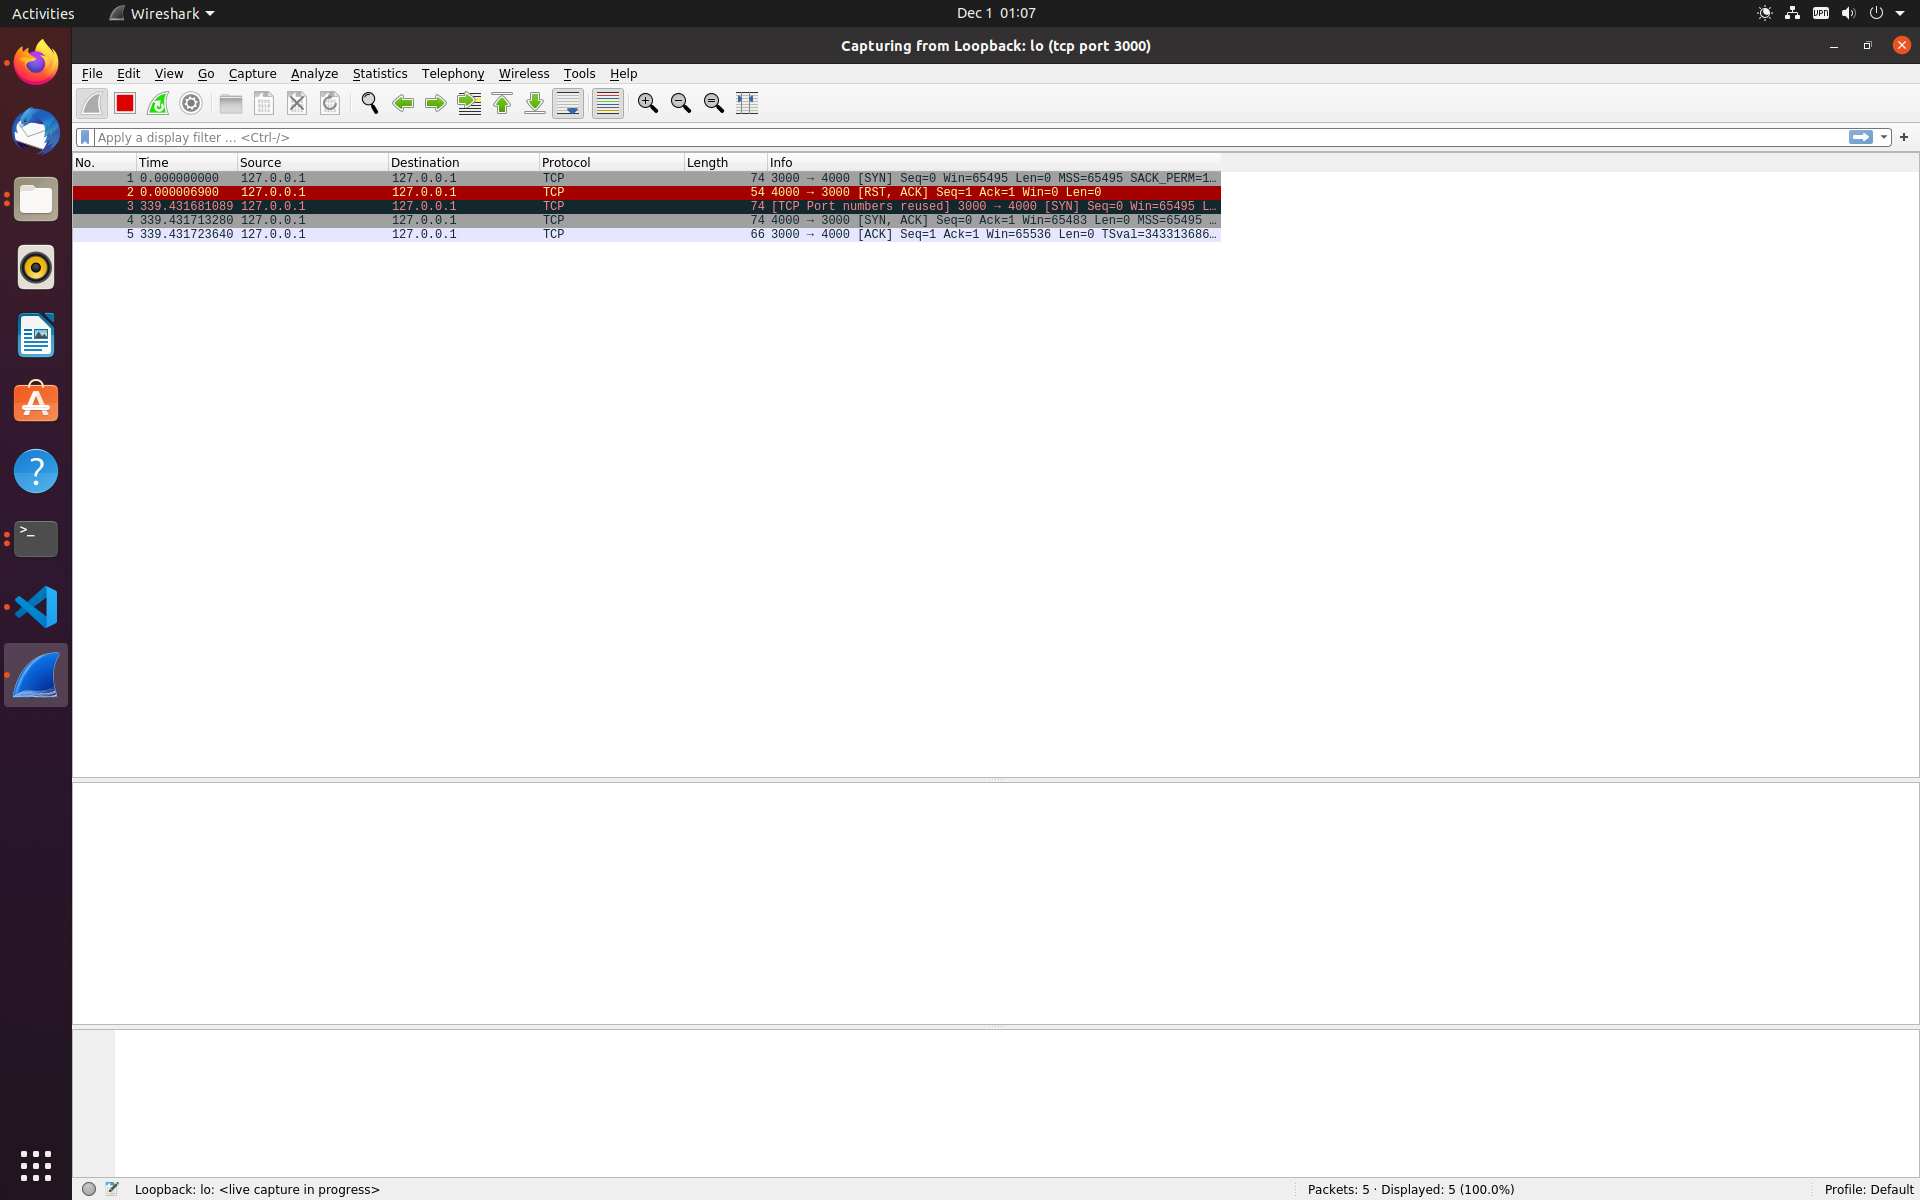 Activities Wireshark Dec 1 01:07 VPN
Capturing from Loopback: lo (tcp port 3000)
File Edit View Go Capture Analyze Statistics Telephony Wireless Tools Help
Apply a display filter … <Ctrl-/> +
No. Time Source Destination Protocol Length Info
1 0.000000000 127.0.0.1 127.0.0.1 TCP 74 3000 → 4000 [SYN] Seq=0 Win=65495 Len=0 MSS=65495 SACK_PERM=1…
2 0.000006900 127.0.0.1 127.0.0.1 TCP 54 4000 → 3000 [RST, ACK] Seq=1 Ack=1 Win=0 Len=0
3 339.431681089 127.0.0.1 127.0.0.1 TCP 74 [TCP Port numbers reused] 3000 → 4000 [SYN] Seq=0 Win=65495 L…
4 339.431713280 127.0.0.1 127.0.0.1 TCP 74 4000 → 3000 [SYN, ACK] Seq=0 Ack=1 Win=65483 Len=0 MSS=65495 …
5 339.431723640 127.0.0.1 127.0.0.1 TCP 66 3000 → 4000 [ACK] Seq=1 Ack=1 Win=65536 Len=0 TSval=343313686…
Loopback: lo: <live capture in progress> Packets: 5 · Displayed: 5 (100.0%) Profile: Default